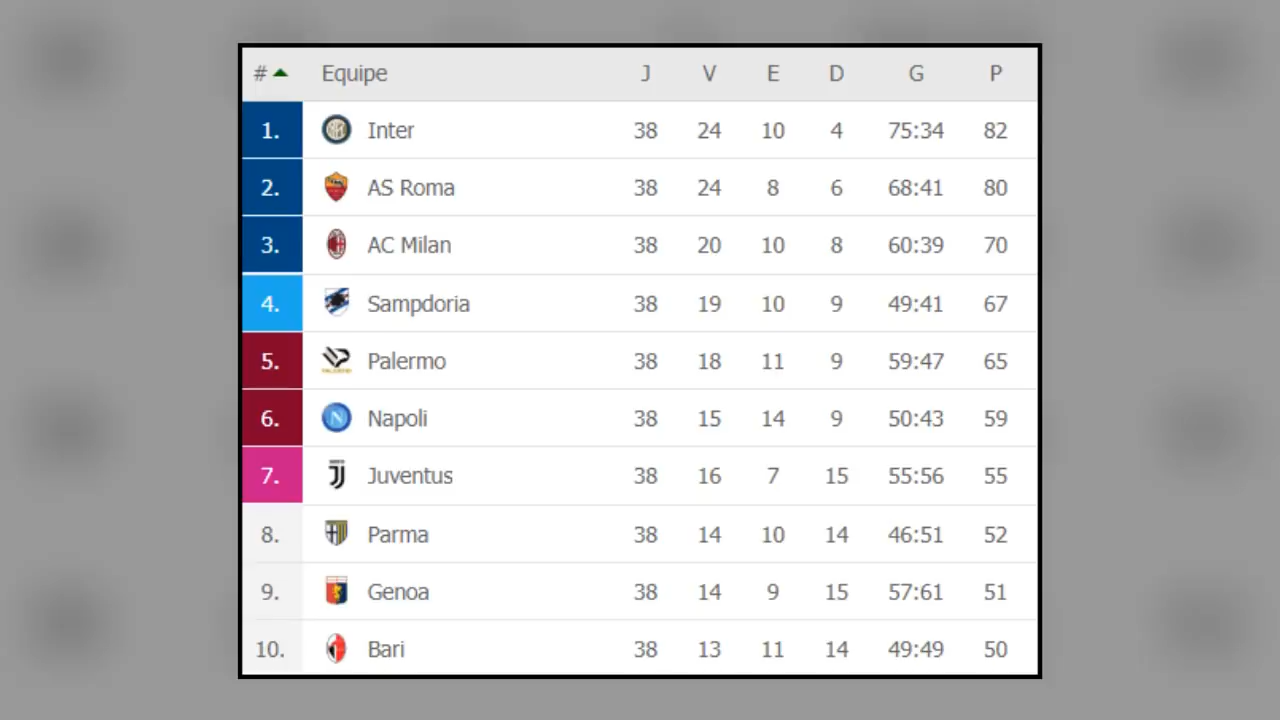 # Equipe J V E D G P
1. Inter 38 24 10 4 75:34 82
2. AS Roma 38 24 8 6 68:41 80
3. AC Milan 38 20 10 8 60:39 70
4. Sampdoria 38 19 10 9 49:41 67
5. Palermo 38 18 11 9 59:47 65
6. Napoli 38 15 14 9 50:43 59
7. Juventus 38 16 7 15 55:56 55
8. Parma 38 14 10 14 46:51 52
9. Genoa 38 14 9 15 57:61 51
10. Bari 38 13 11 14 49:49 50